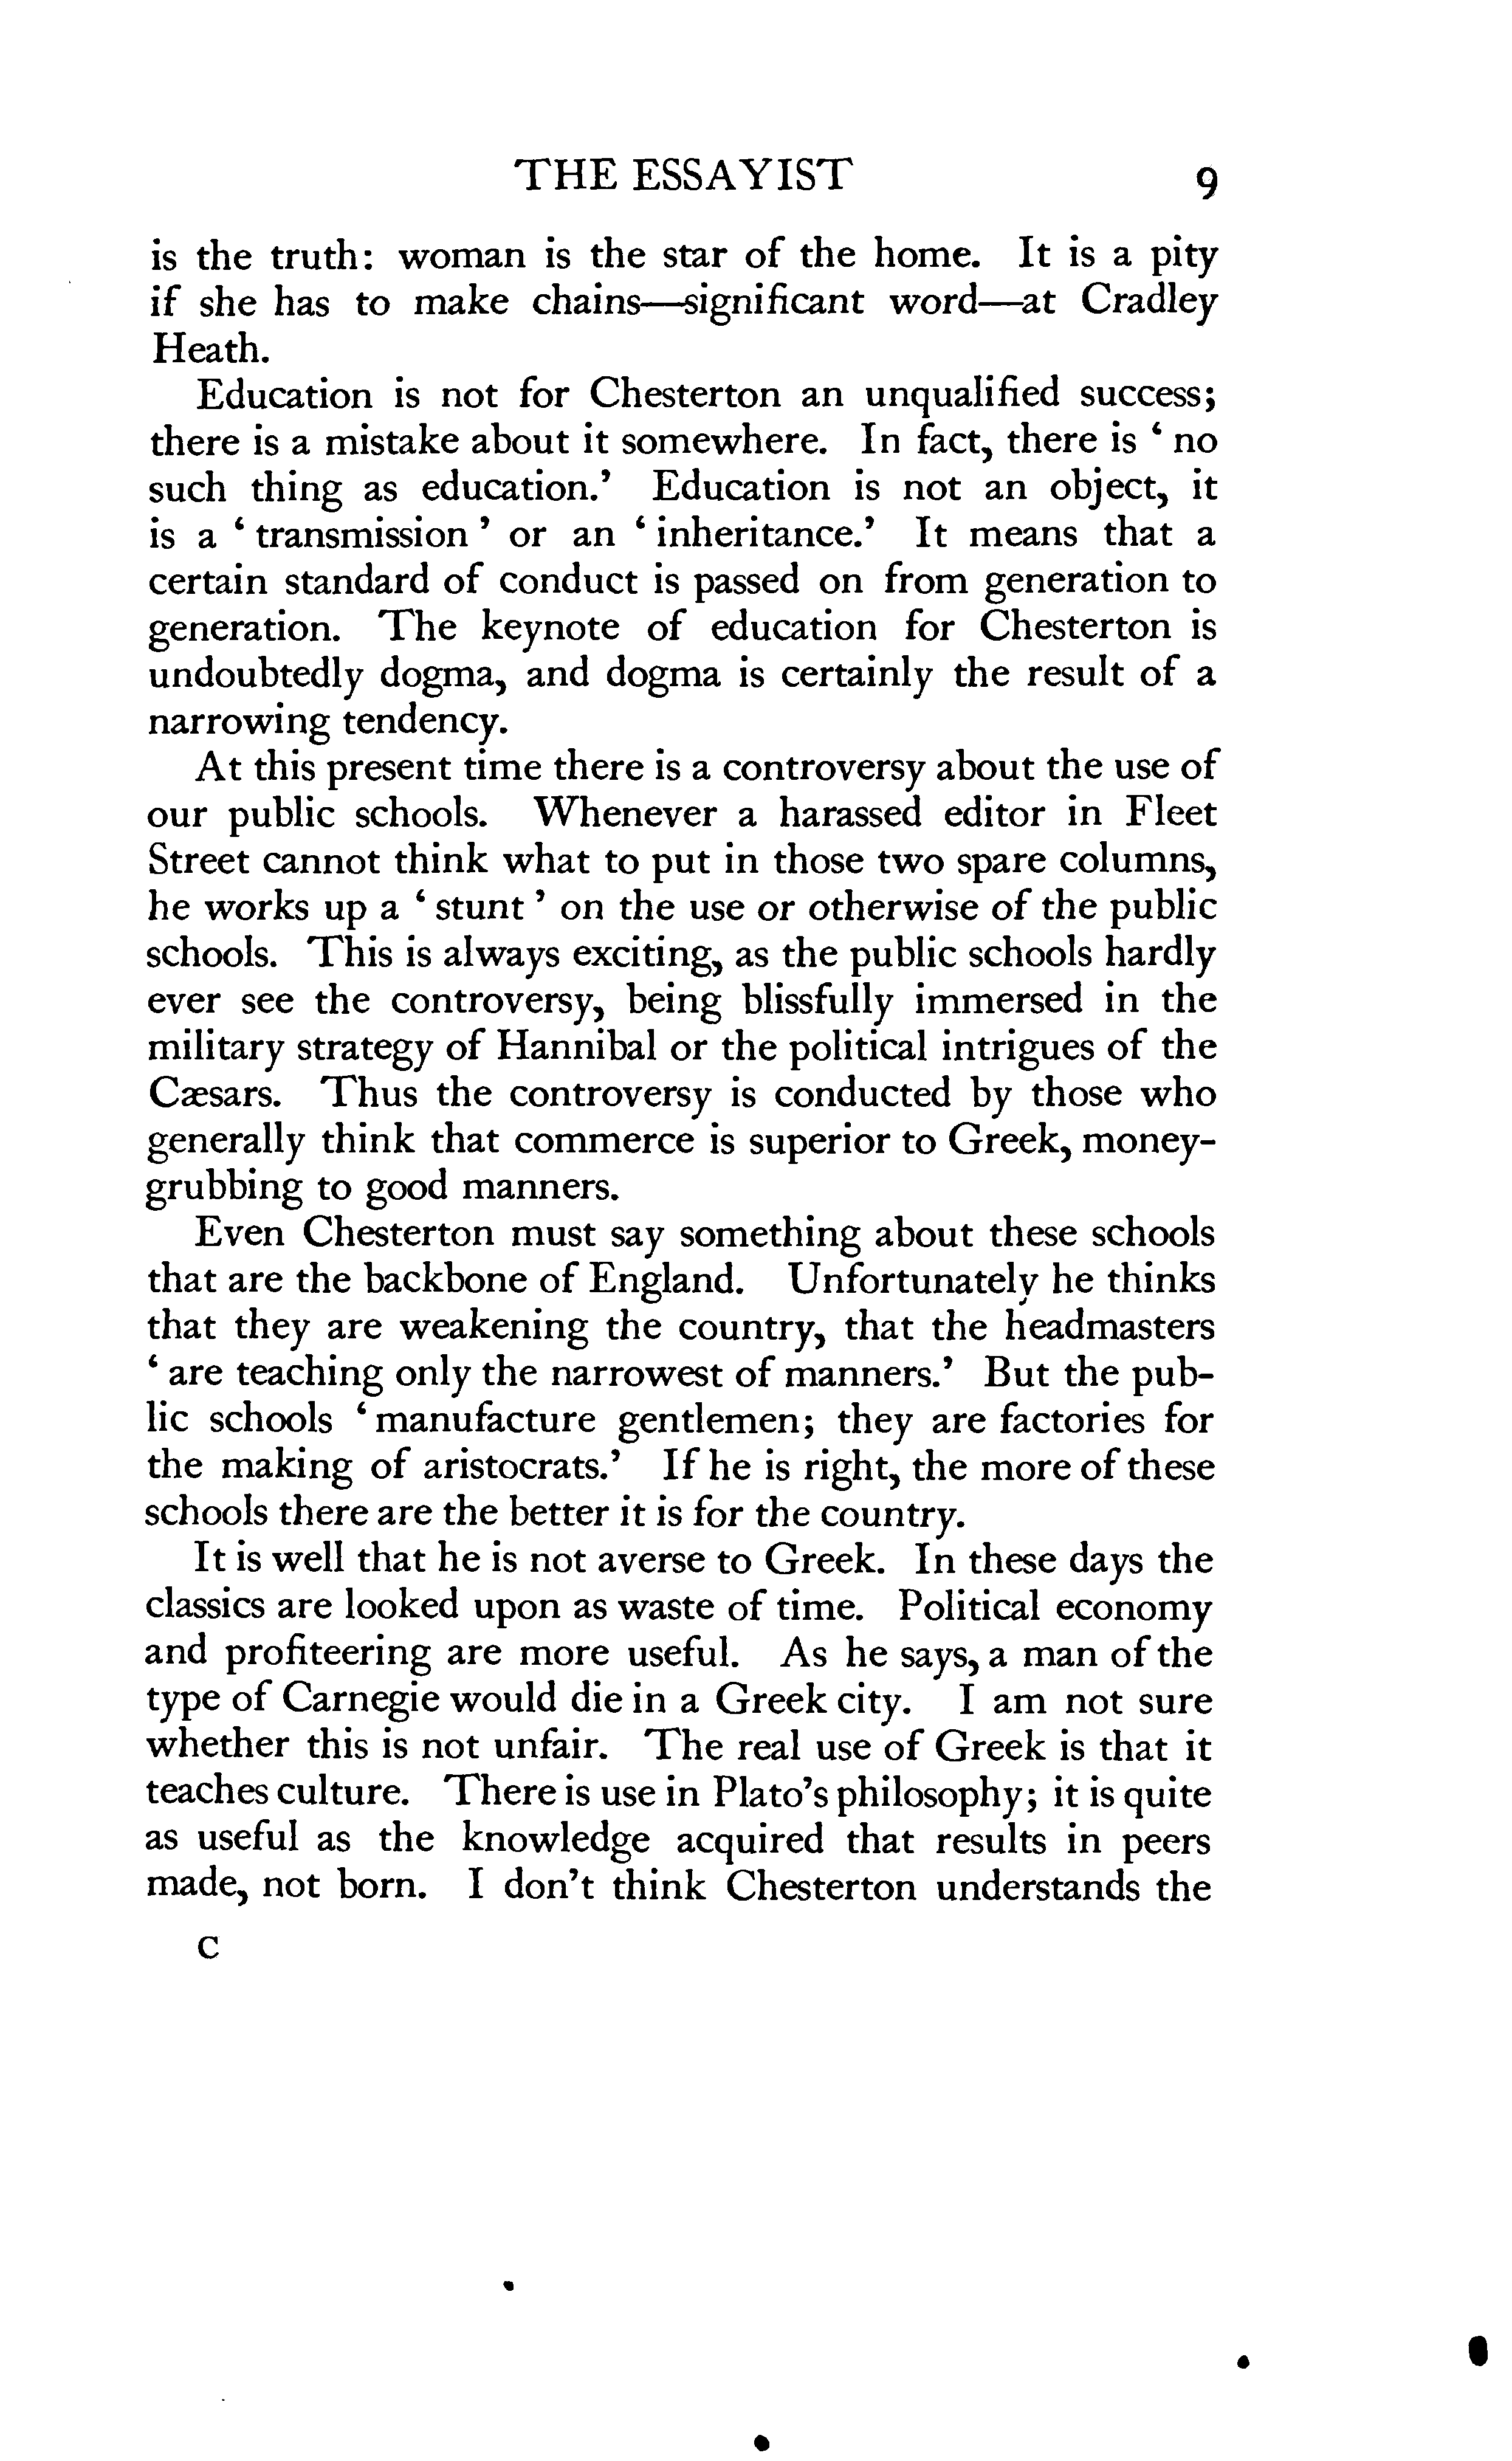 THE ESSAYIST 9
is the truth: woman is the star of the home. It is a pity
if she has to make chains—significant word—at Cradley
Heath.
Education is not for Chesterton an unqualified success;
there is a mistake about it somewhere. In fact, there is ‘ no
such thing as education.’ Education is not an object, it
is a ‘ transmission ’ or an ‘ inheritance.’ It means that a
certain standard of conduct is passed on from generation to
generation. The keynote of education for Chesterton is
undoubtedly dogma, and dogma is certainly the result of a
narrowing tendency.
At this present time there is a controversy about the use of
our public schools. Whenever a harassed editor in Fleet
Street cannot think what to put in those two spare columns,
he works up a ‘ stunt ’ on the use or otherwise of the public
schools. This is always exciting, as the public schools hardly
ever see the controversy, being blissfully immersed in the
military strategy of Hannibal or the political intrigues of the
Cæsars. Thus the controversy is conducted by those who
generally think that commerce is superior to Greek, money-
grubbing to good manners.
Even Chesterton must say something about these schools
that are the backbone of England. Unfortunately he thinks
that they are weakening the country, that the headmasters
‘ are teaching only the narrowest of manners.’ But the pub-
lic schools ‘ manufacture gentlemen; they are factories for
the making of aristocrats.’ If he is right, the more of these
schools there are the better it is for the country.
It is well that he is not averse to Greek. In these days the
classics are looked upon as waste of time. Political economy
and profiteering are more useful. As he says, a man of the
type of Carnegie would die in a Greek city. I am not sure
whether this is not unfair. The real use of Greek is that it
teaches culture. There is use in Plato’s philosophy; it is quite
as useful as the knowledge acquired that results in peers
made, not born. I don’t think Chesterton understands the
C